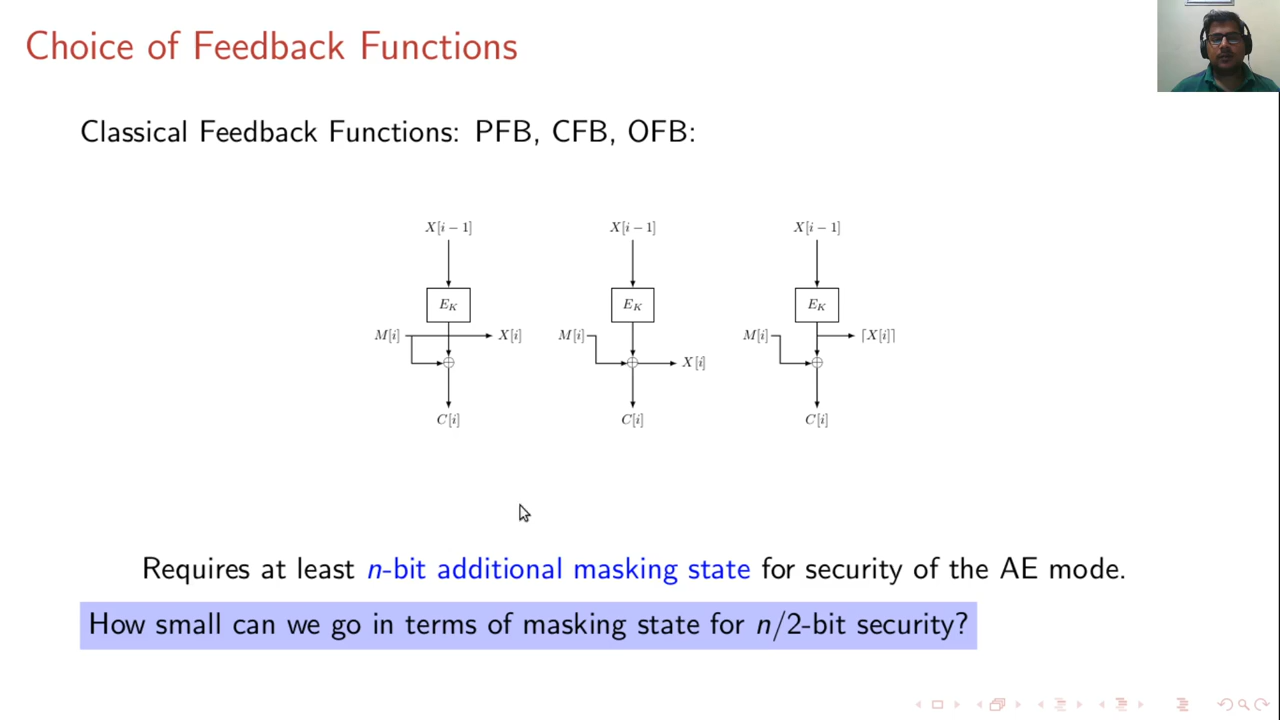 Choice of Feedback Functions
Classical Feedback Functions: PFB, CFB, OFB:
X[i − 1] X[i − 1] X[i − 1]
E_K E_K E_K
M[i] X[i] M[i] M[i] ⌈X[i]⌉
X[i]
C[i] C[i] C[i]
Requires at least n-bit additional masking state for security of the AE mode.
How small can we go in terms of masking state for n/2-bit security?